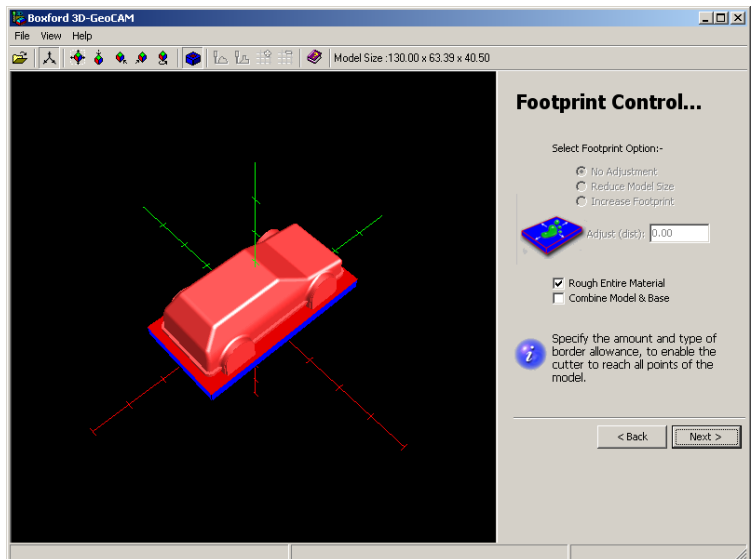 Boxford 3D-GeoCAM
File View Help
Model Size :130.00 x 63.39 x 40.50
Footprint Control...
Select Footprint Option:-
No Adjustment
Reduce Model Size
Increase Footprint
Adjust (dist): 0.00
Rough Entire Material
Combine Model & Base
Specify the amount and type of
border allowance, to enable the
cutter to reach all points of the
model.
< Back Next >